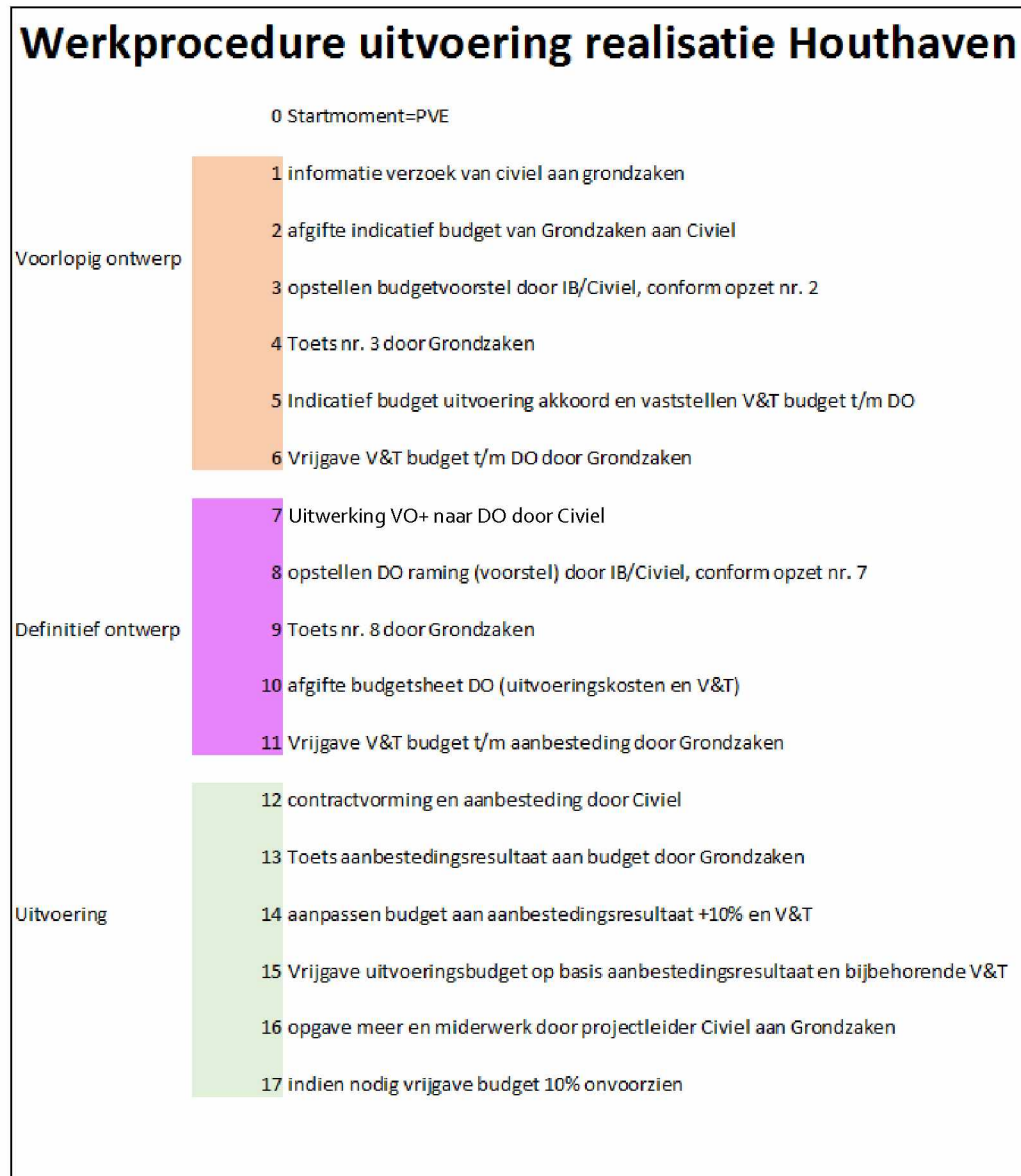 Werkprocedure uitvoering realisatie Houthaven
0 Startmoment=PVE
Voorlopig ontwerp
1 informatie verzoek van civiel aan grondzaken
2 afgifte indicatief budget van Grondzaken aan Civiel
3 opstellen budgetvoorstel door IB/Civiel, conform opzet nr. 2
4 Toets nr. 3 door Grondzaken
5 Indicatief budget uitvoering akkoord en vaststellen V&T budget t/m DO
6 Vrijgave V&T budget t/m DO door Grondzaken
Definitief ontwerp
7 Uitwerking VO+ naar DO door Civiel
8 opstellen DO raming (voorstel) door IB/Civiel, conform opzet nr. 7
9 Toets nr. 8 door Grondzaken
10 afgifte budgetsheet DO (uitvoeringskosten en V&T)
11 Vrijgave V&T budget t/m aanbesteding door Grondzaken
Uitvoering
12 contractvorming en aanbesteding door Civiel
13 Toets aanbestedingsresultaat aan budget door Grondzaken
14 aanpassen budget aan aanbestedingsresultaat +10% en V&T
15 Vrijgave uitvoeringsbudget op basis aanbestedingsresultaat en bijbehorende V&T
16 opgave meer en miderwerk door projectleider Civiel aan Grondzaken
17 indien nodig vrijgave budget 10% onvoorzien